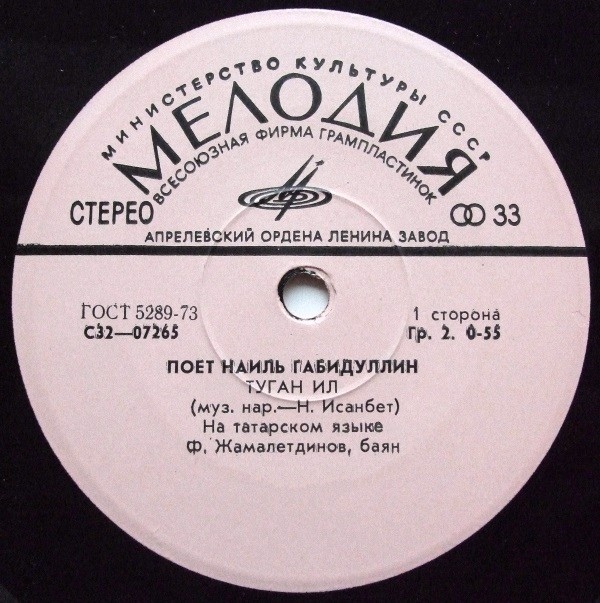 МИНИСТЕРСТВО КУЛЬТУРЫ СССР
МЕЛОДИЯ
ВСЕСОЮЗНАЯ ФИРМА ГРАМПЛАСТИНОК
СТЕРЕО 33
АПРЕЛЕВСКИЙ ОРДЕНА ЛЕНИНА ЗАВОД
ГОСТ 5289-73 1 сторона
С32—07265 Гр. 2. 0-55
ПОЕТ НАИЛЬ ГАБИДУЛЛИН
ТУГАН ИЛ
(муз. нар.—Н. Исанбет)
На татарском языке
Ф. Жамалетдинов, баян